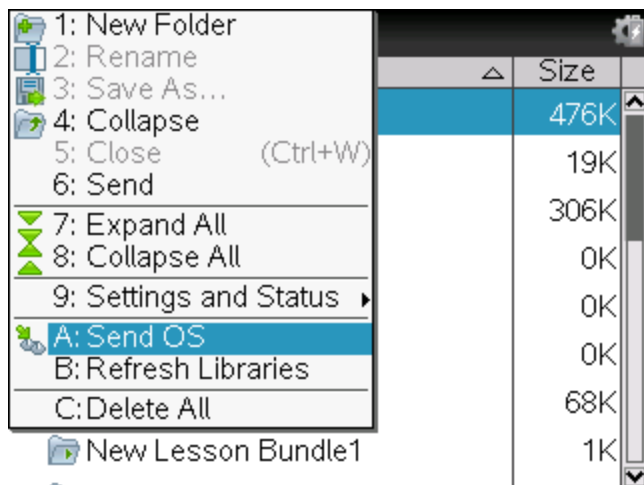 1: New Folder
2: Rename
3: Save As...
4: Collapse
5: Close (Ctrl+W)
6: Send
7: Expand All
8: Collapse All
9: Settings and Status
A: Send OS
B: Refresh Libraries
C: Delete All
Size
476K
19K
306K
0K
0K
0K
68K
New Lesson Bundle1 1K